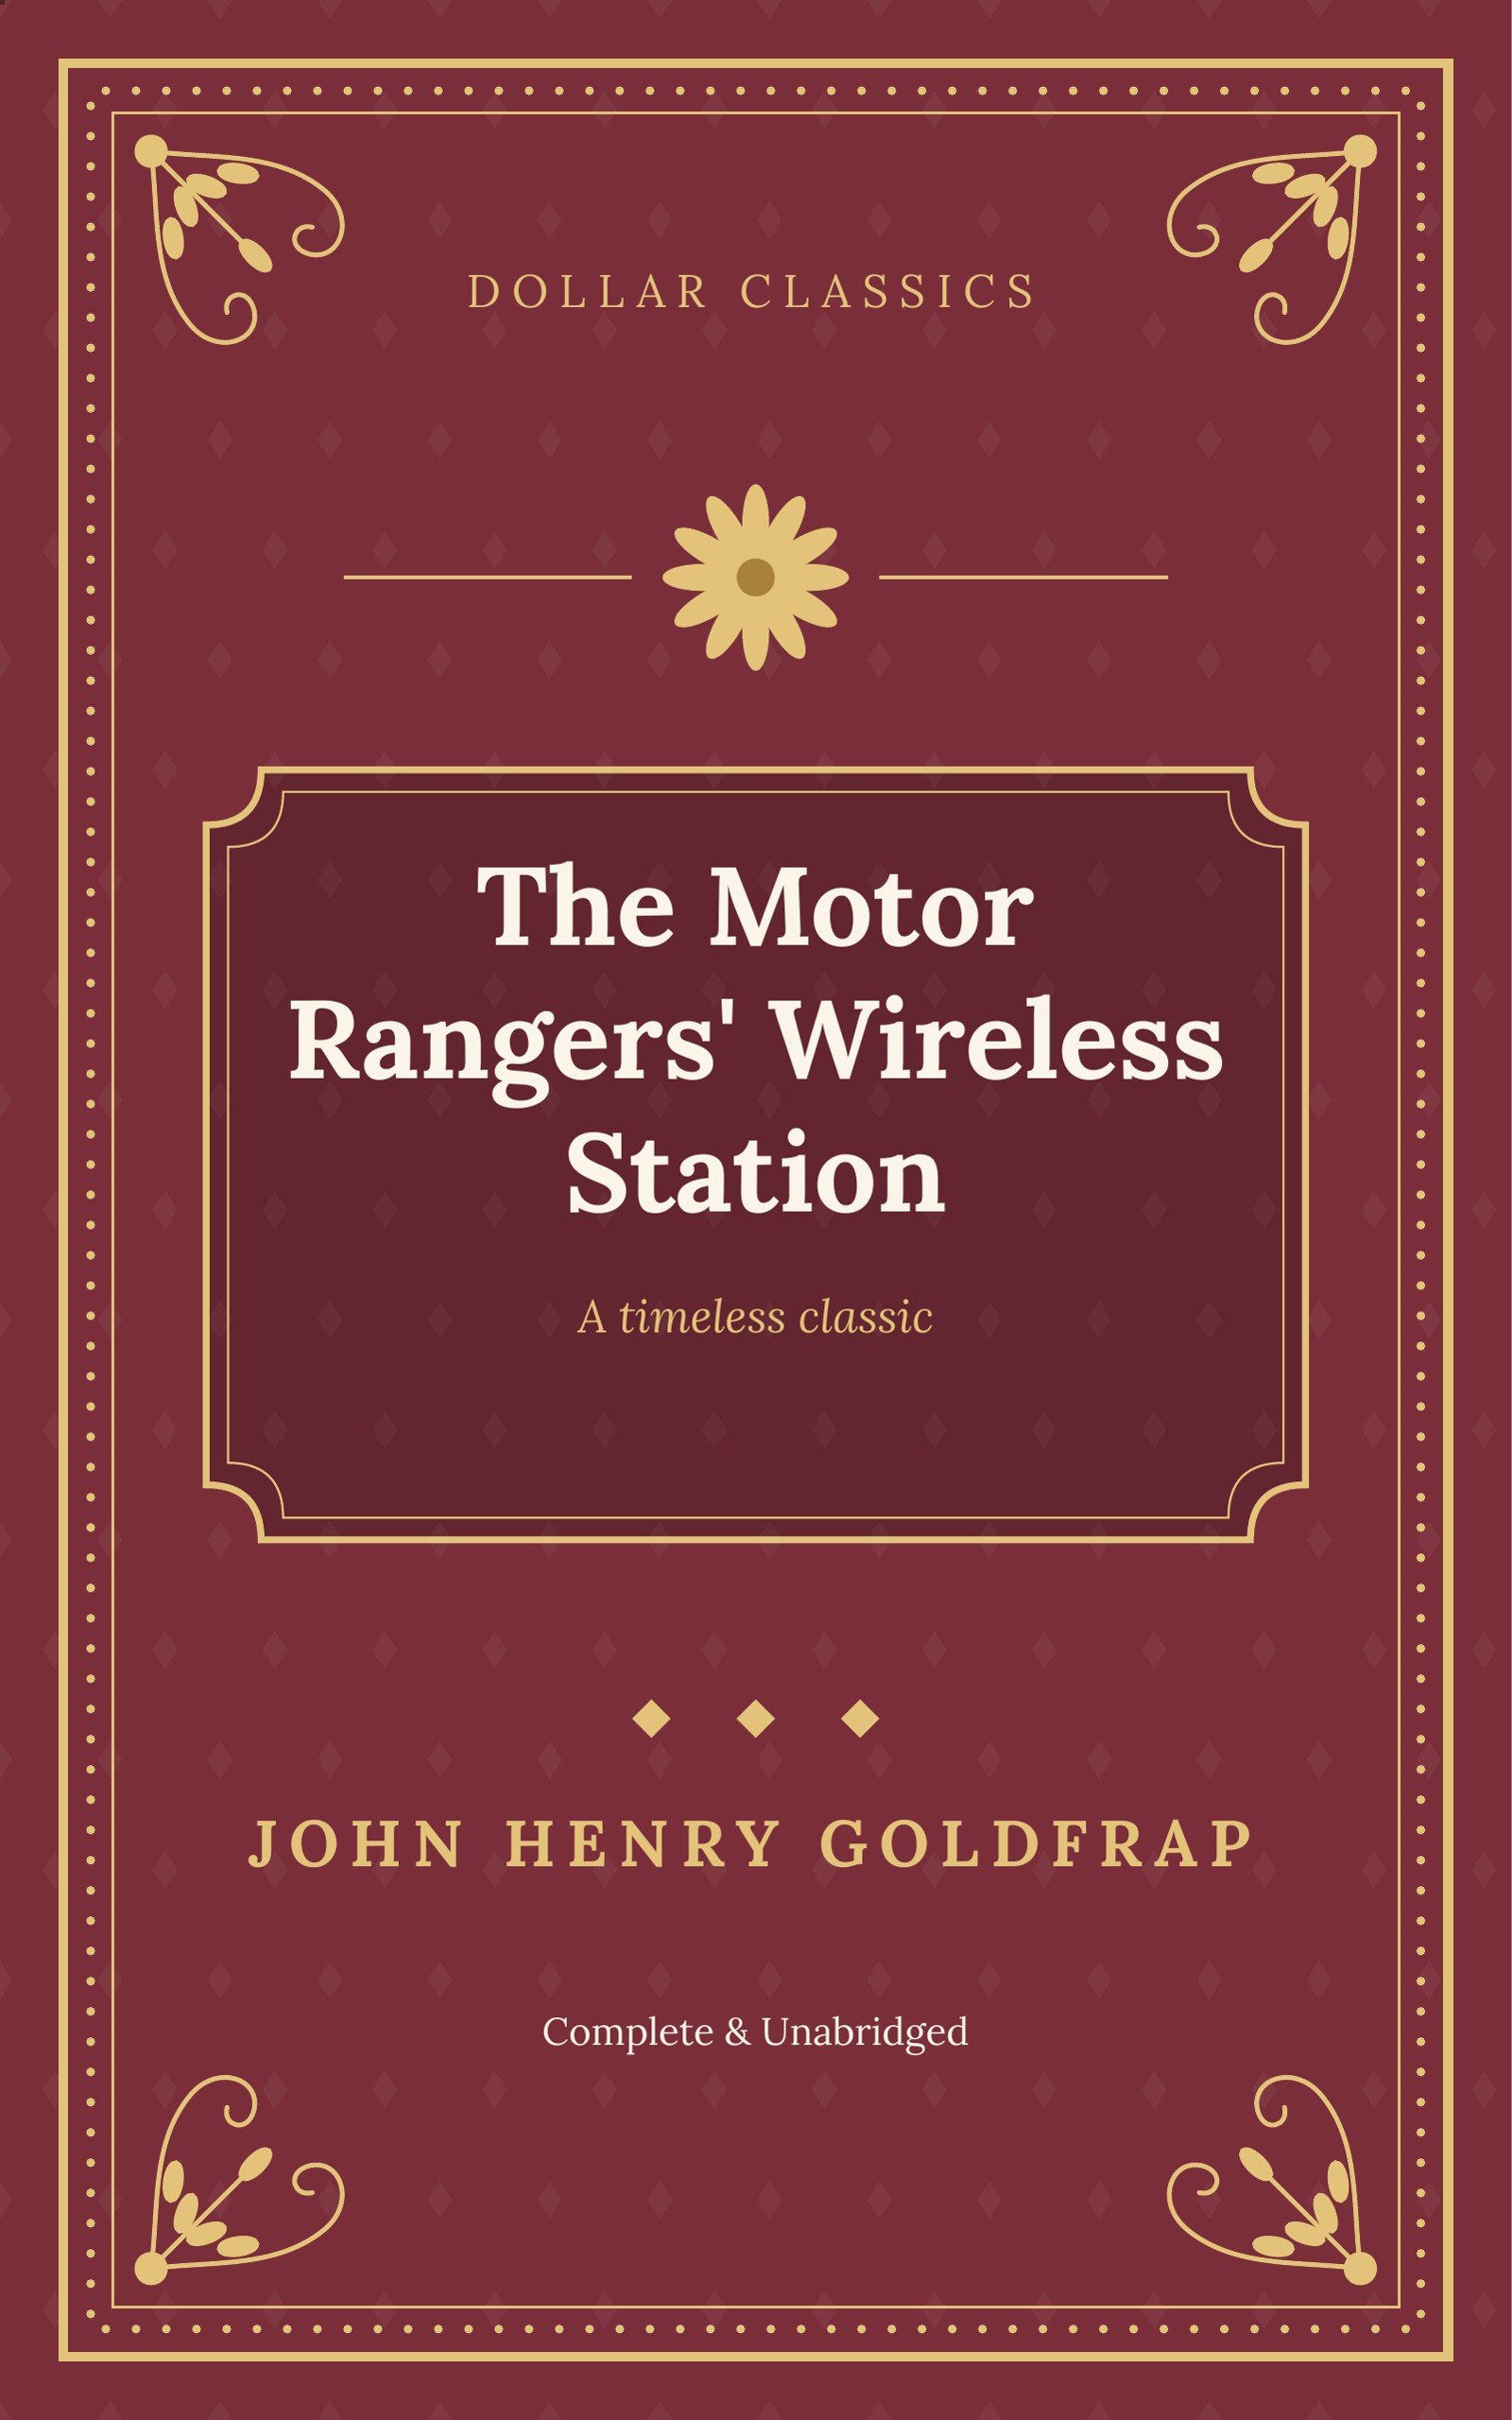 DOLLAR CLASSICS
The Motor
Rangers' Wireless
Station
A timeless classic
JOHN HENRY GOLDFRAP
Complete & Unabridged